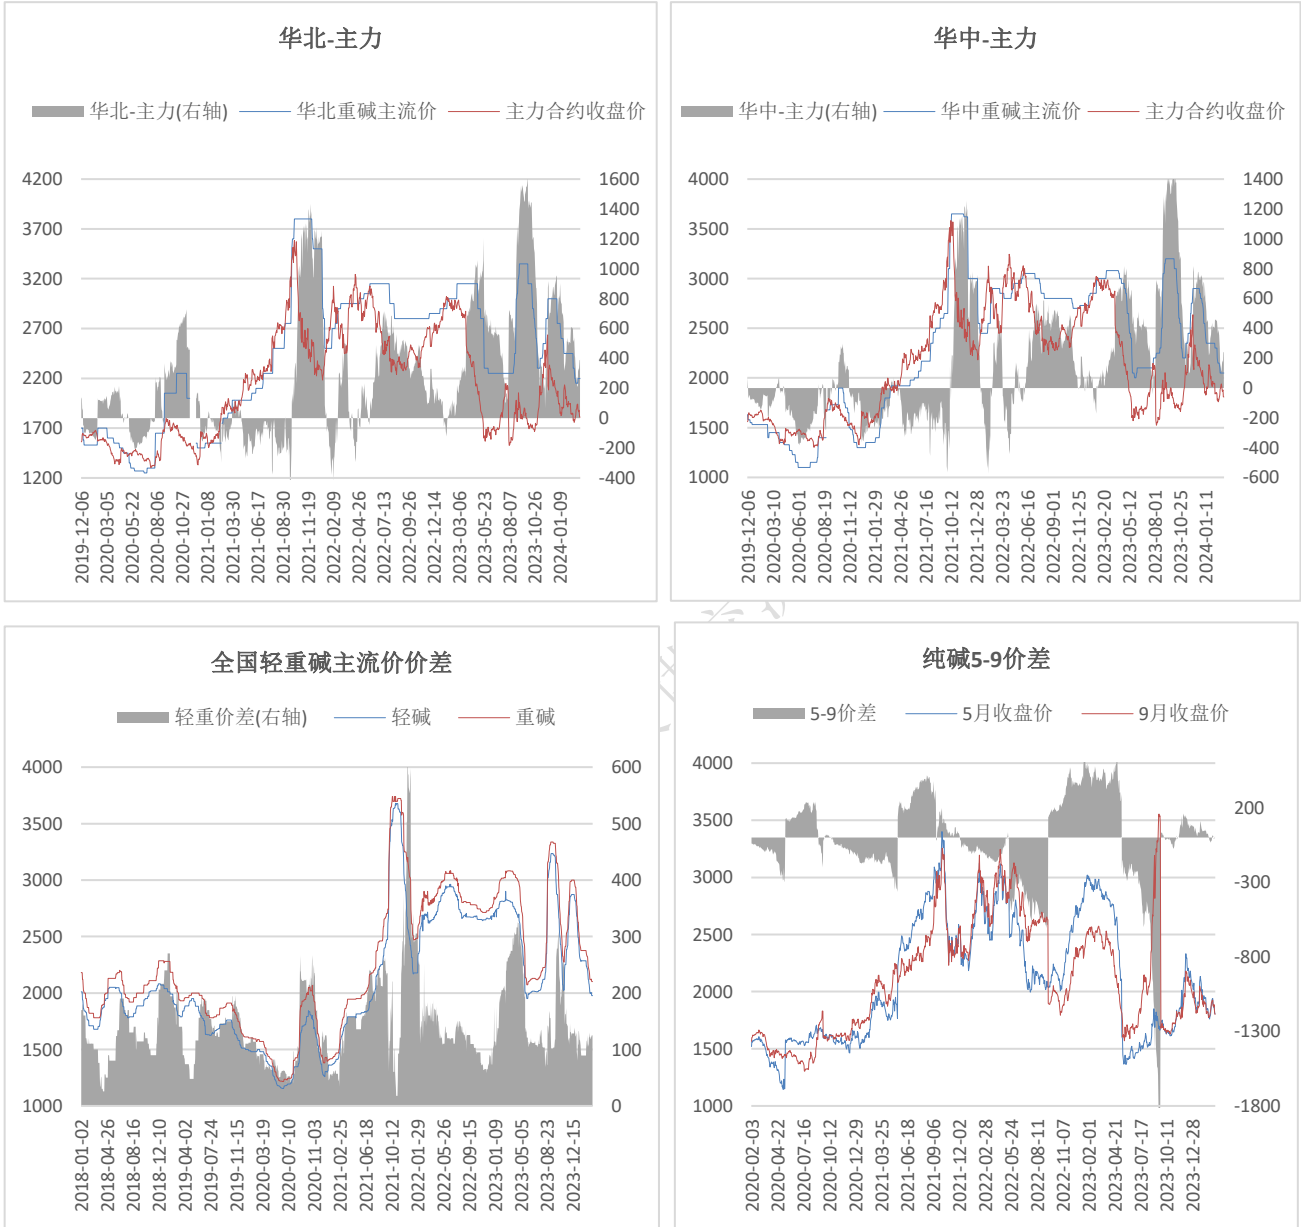 华北-主力
华北-主力(右轴) 华北重碱主流价 主力合约收盘价
4200 3700 3200 2700 2200 1700 1200
1600 1400 1200 1000 800 600 400 200 0 -200 -400
2019-12-06 2020-03-05 2020-05-22 2020-08-06 2020-10-27 2021-01-08 2021-03-30 2021-06-17 2021-08-30 2021-11-19 2022-02-09 2022-04-26 2022-07-13 2022-09-26 2022-12-14 2023-03-06 2023-05-23 2023-08-07 2023-10-26 2024-01-09
华中-主力
华中-主力(右轴) 华中重碱主流价 主力合约收盘价
4000 3500 3000 2500 2000 1500 1000
1400 1200 1000 800 600 400 200 0 -200 -400 -600
2019-12-06 2020-03-10 2020-06-01 2020-08-19 2020-11-12 2021-01-29 2021-04-26 2021-07-16 2021-10-12 2021-12-28 2022-03-23 2022-06-16 2022-09-01 2022-11-25 2023-02-20 2023-05-12 2023-08-01 2023-10-25 2024-01-11
全国轻重碱主流价价差
轻重价差(右轴) 轻碱 重碱
4000 3500 3000 2500 2000 1500 1000
600 500 400 300 200 100 0
2018-01-02 2018-04-26 2018-08-16 2018-12-10 2019-04-02 2019-07-24 2019-11-15 2020-03-19 2020-07-10 2020-11-03 2021-02-25 2021-06-18 2021-10-12 2022-01-29 2022-05-26 2022-09-15 2023-01-09 2023-05-05 2023-08-23 2023-12-15
纯碱5-9价差
5-9价差 5月收盘价 9月收盘价
4000 3500 3000 2500 2000 1500 1000
200 -300 -800 -1300 -1800
2020-02-03 2020-04-22 2020-07-16 2020-10-12 2020-12-29 2021-03-25 2021-06-18 2021-09-06 2021-12-02 2022-02-28 2022-05-24 2022-08-11 2022-11-07 2023-02-01 2023-04-21 2023-07-17 2023-10-11 2023-12-28